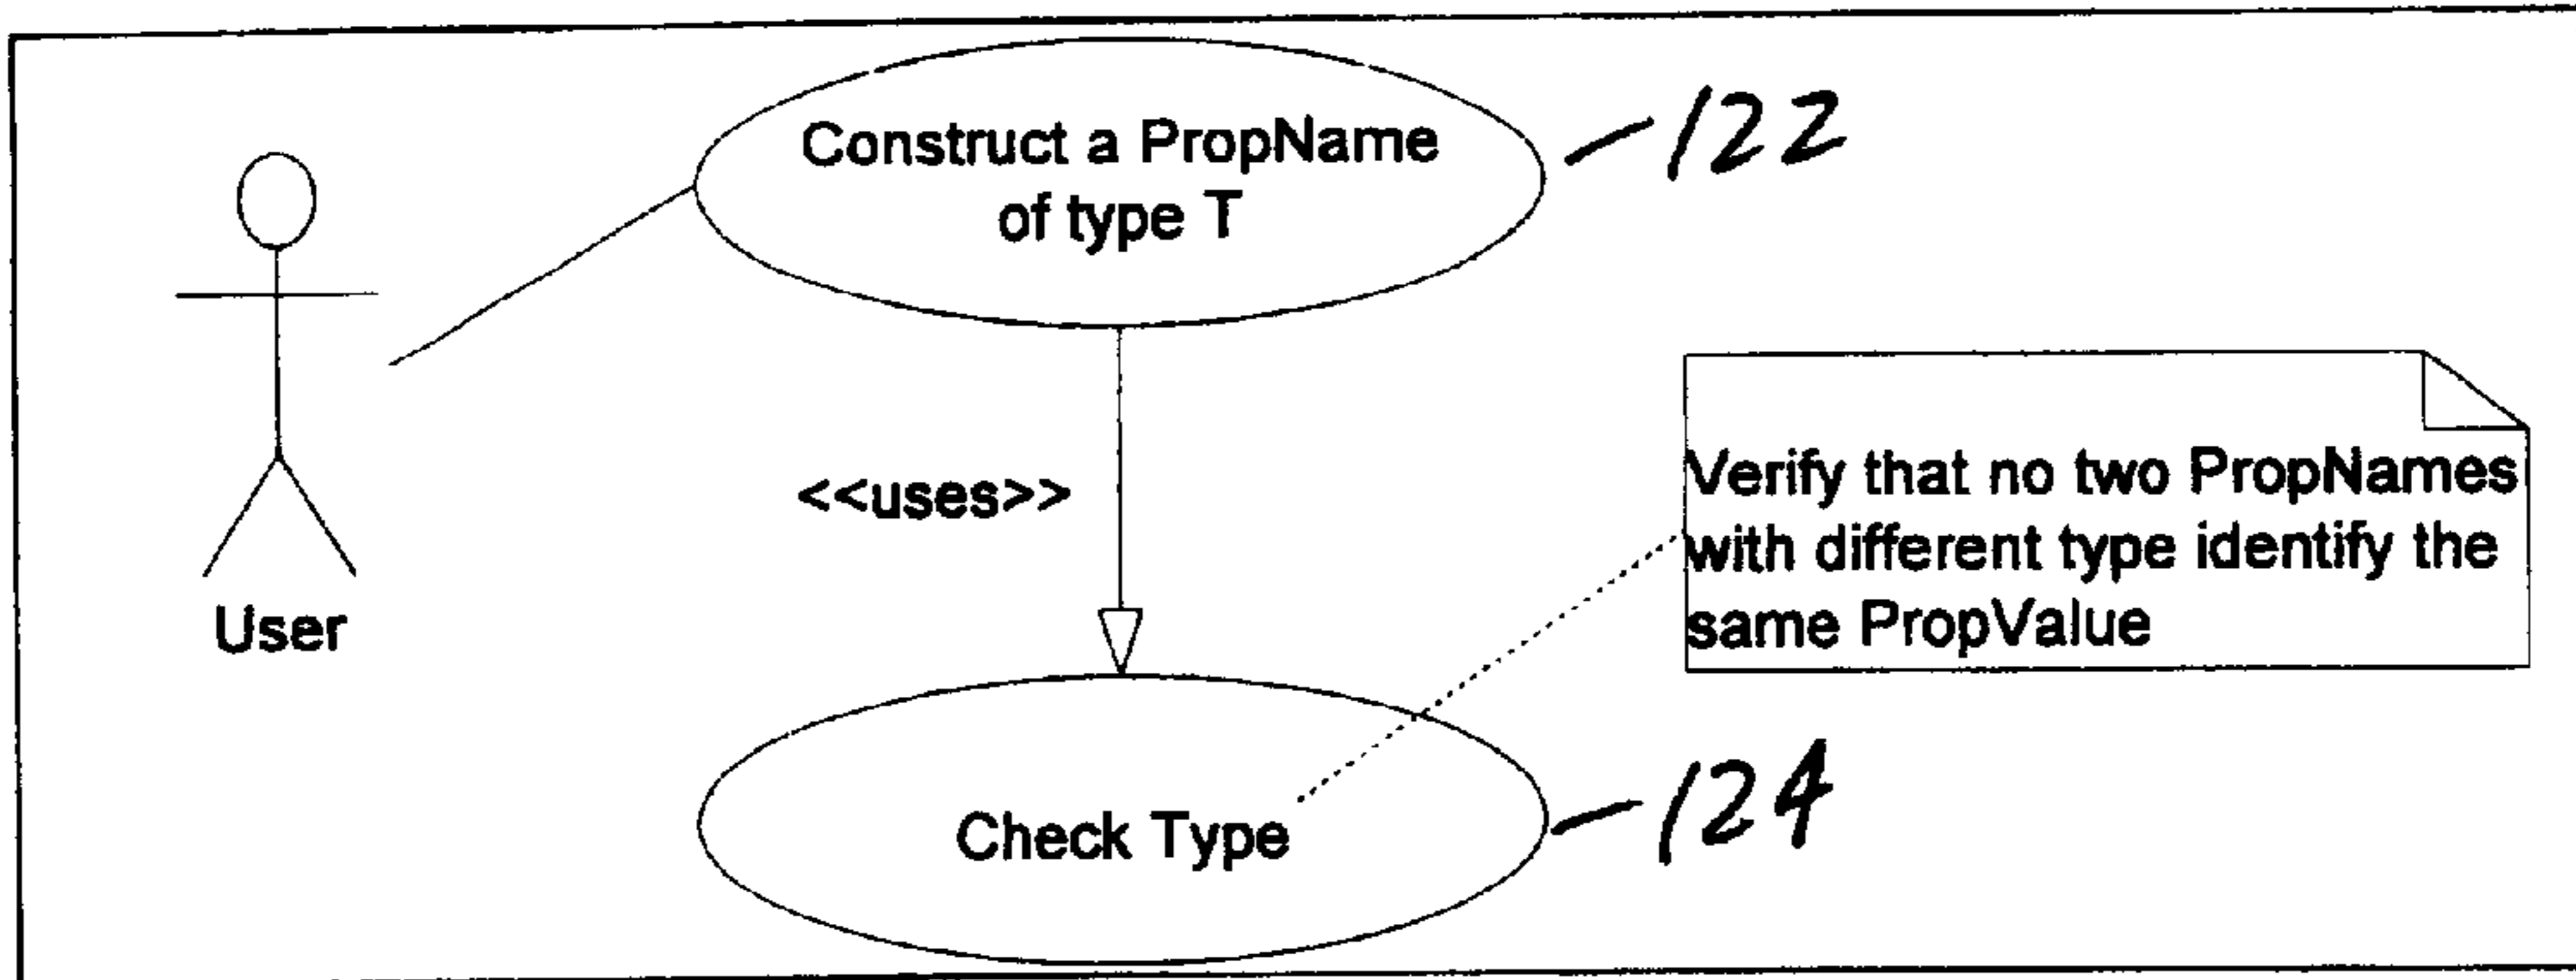 Construct a PropName
of type T
122
<<uses>>
User
Verify that no two PropNames
with different type identify the
same PropValue
Check Type
124